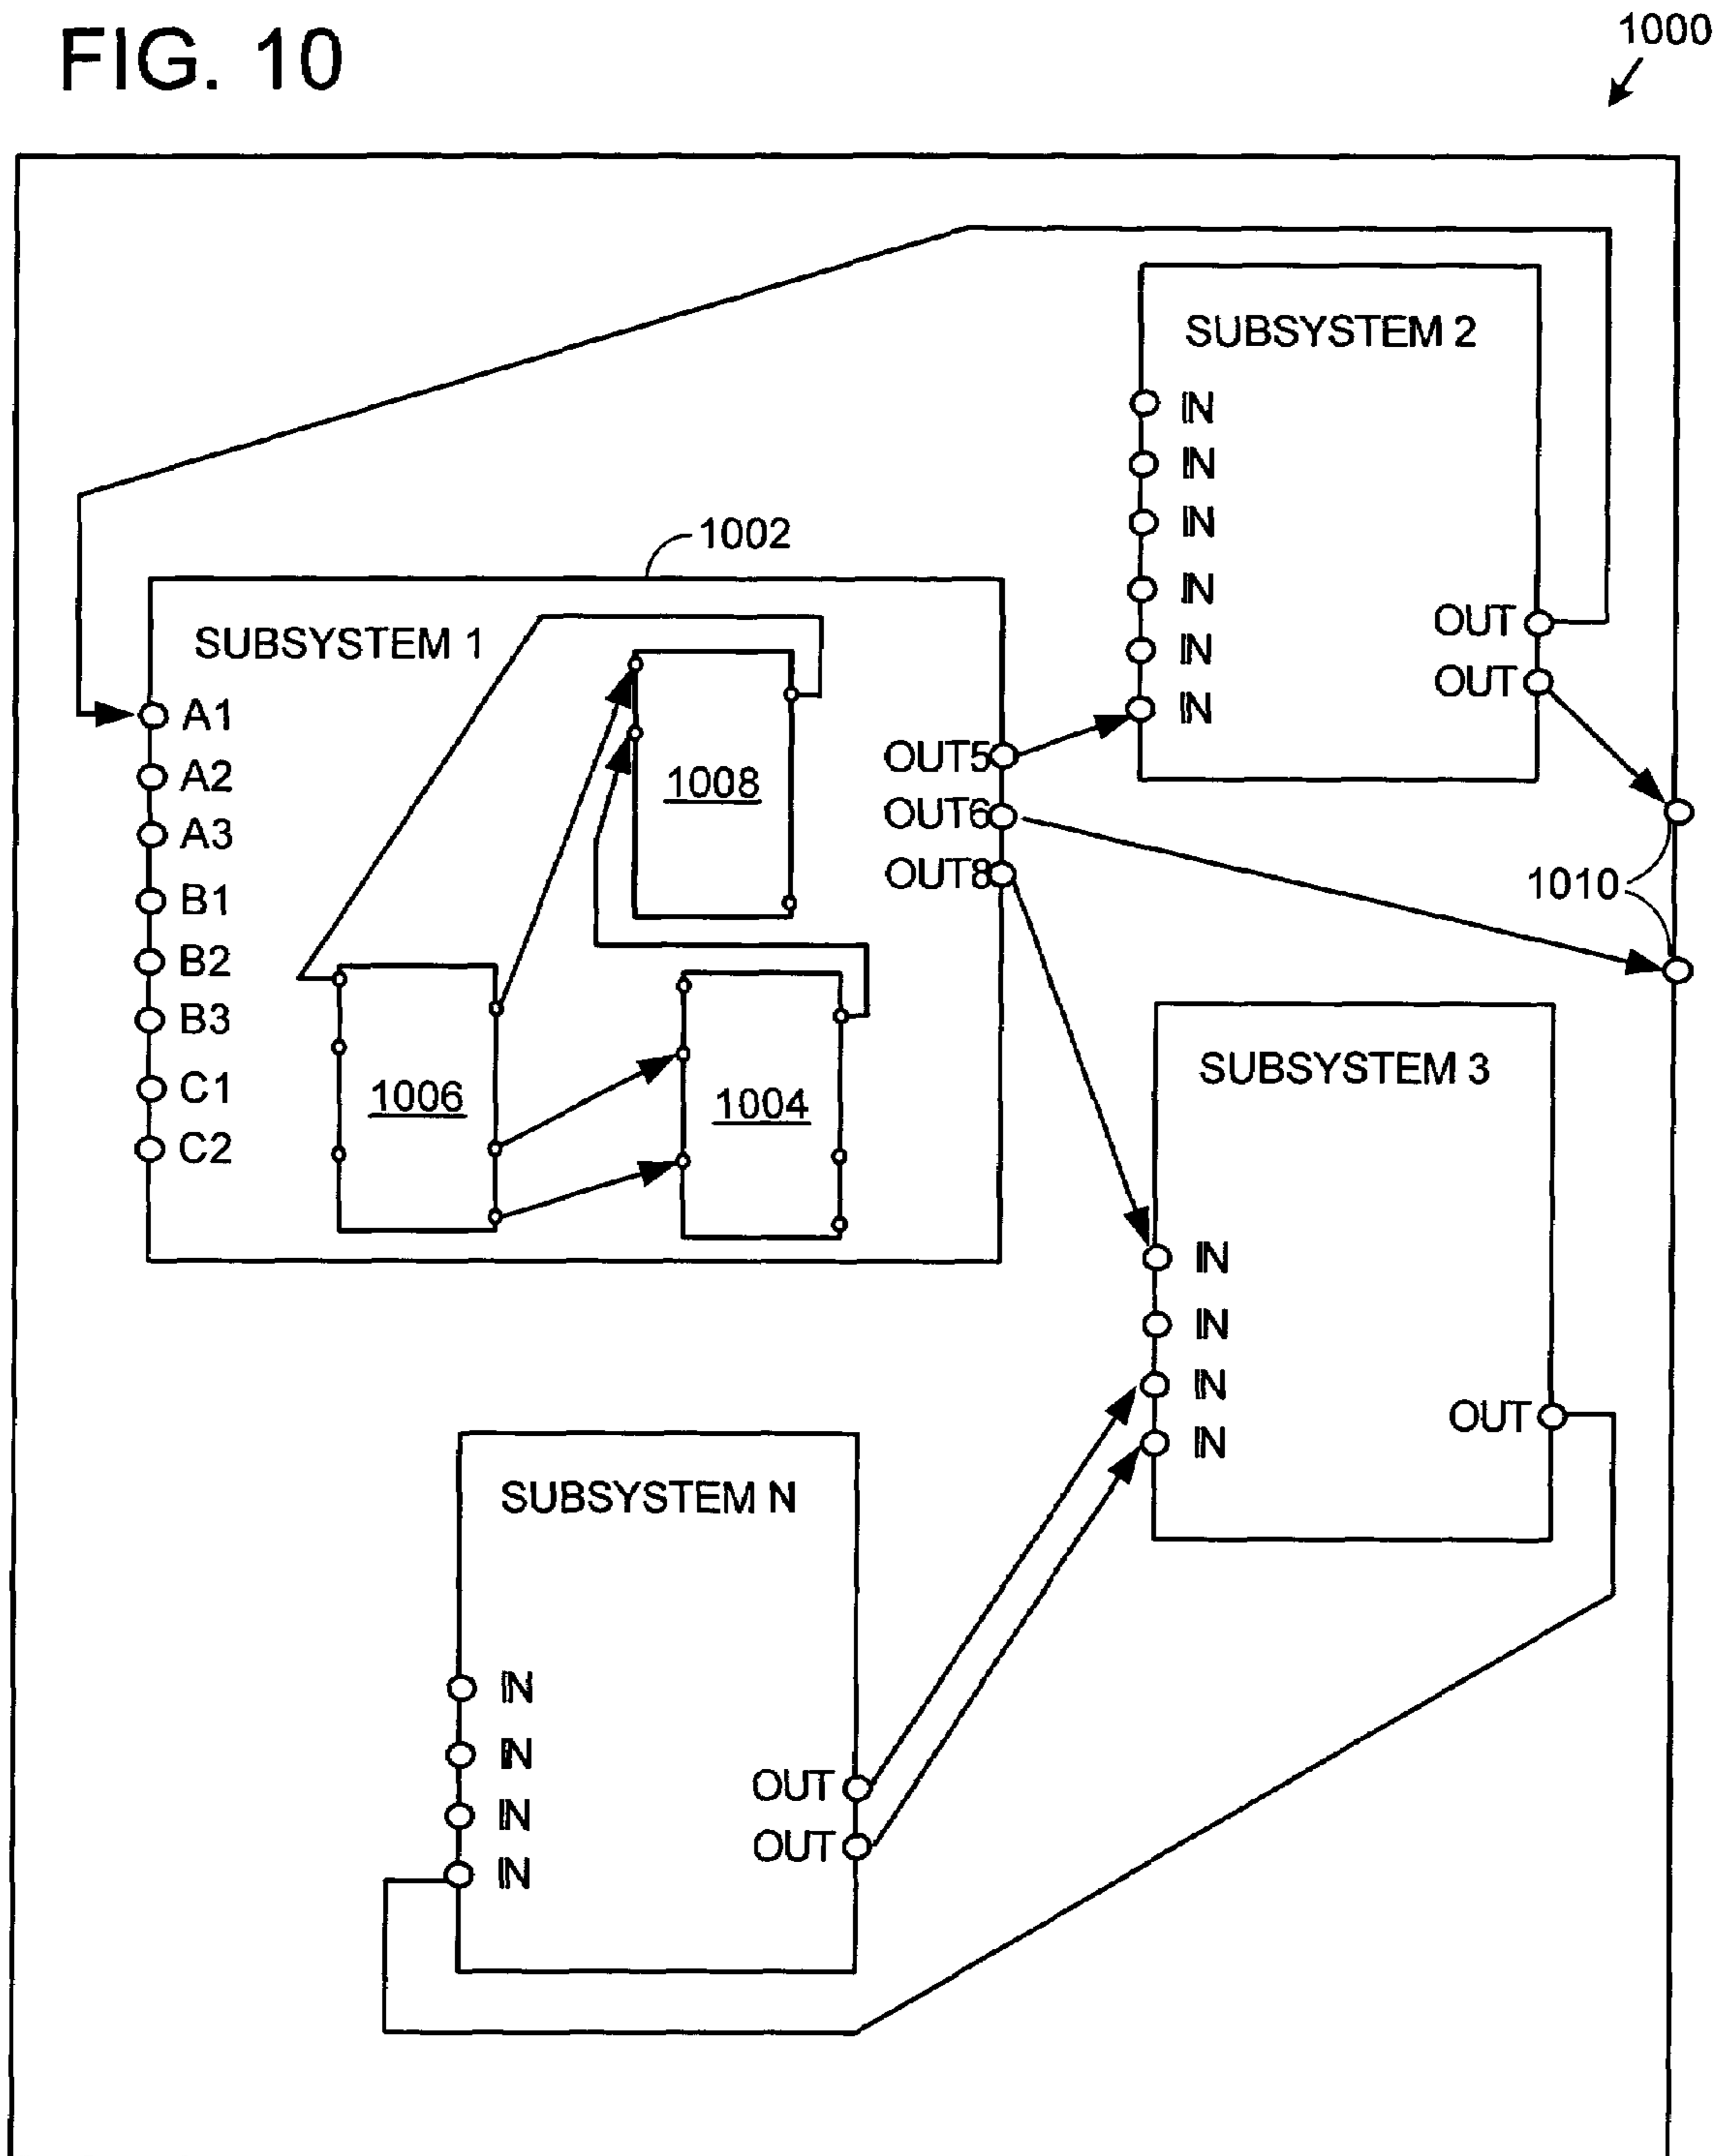 FIG. 10
1000
SUBSYSTEM 2
IN
IN
IN
IN
IN
IN
OUT
OUT
1002
SUBSYSTEM 1
A1
A2
A3
B1
B2
B3
C1
C2
1008
1006
1004
OUT5
OUT6
OUT8
1010
SUBSYSTEM 3
IN
IN
IN
IN
OUT
SUBSYSTEM N
IN
IN
IN
IN
OUT
OUT